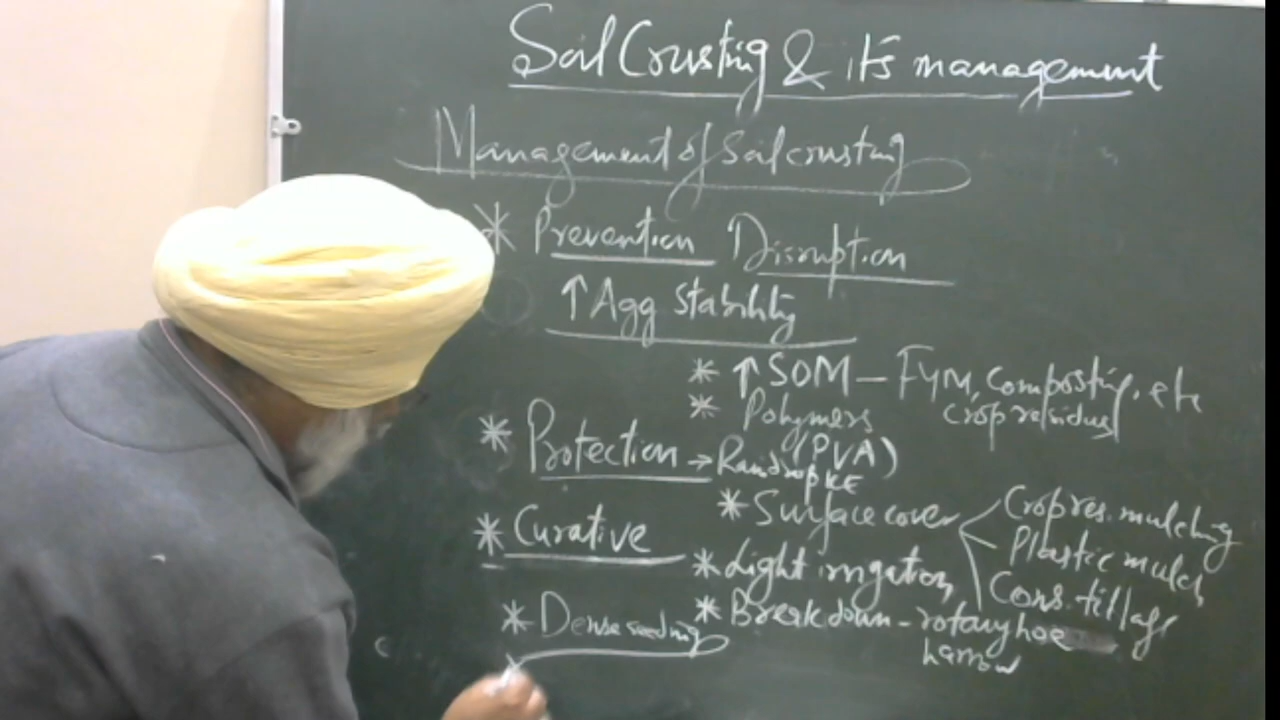 Soil Crusting & its management
Management of Soil crusting
* Prevention Disruption
↑ Agg Stability
* ↑ SOM – FYM, Composting, etc
crop residus
* Polymers
(PVA)
* Protection → Raindrop KE
* Surface cover
Crop res. mulching
Plastic mulch
Cons. tillage
* Curative
* Light irrigation
* Breakdown – rotary hoe
harrow
* Dense seeding